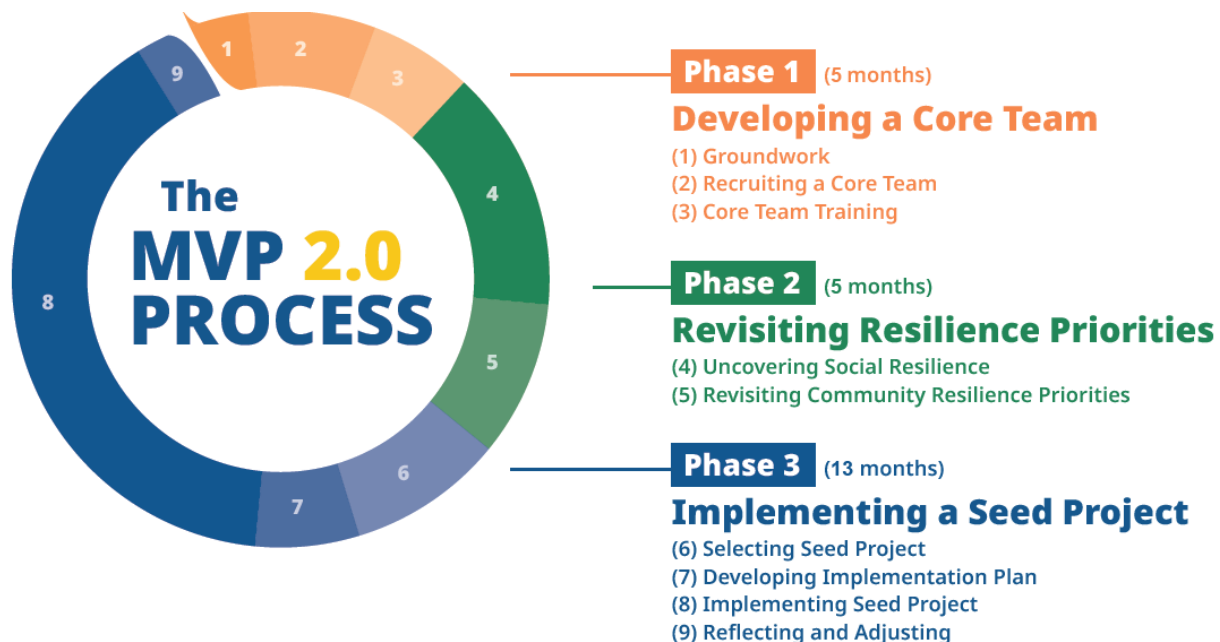 1
2
3
4
5
6
7
8
9
The
MVP 2.0
PROCESS
Phase 1 (5 months)
Developing a Core Team
(1) Groundwork
(2) Recruiting a Core Team
(3) Core Team Training
Phase 2 (5 months)
Revisiting Resilience Priorities
(4) Uncovering Social Resilience
(5) Revisiting Community Resilience Priorities
Phase 3 (13 months)
Implementing a Seed Project
(6) Selecting Seed Project
(7) Developing Implementation Plan
(8) Implementing Seed Project
(9) Reflecting and Adjusting